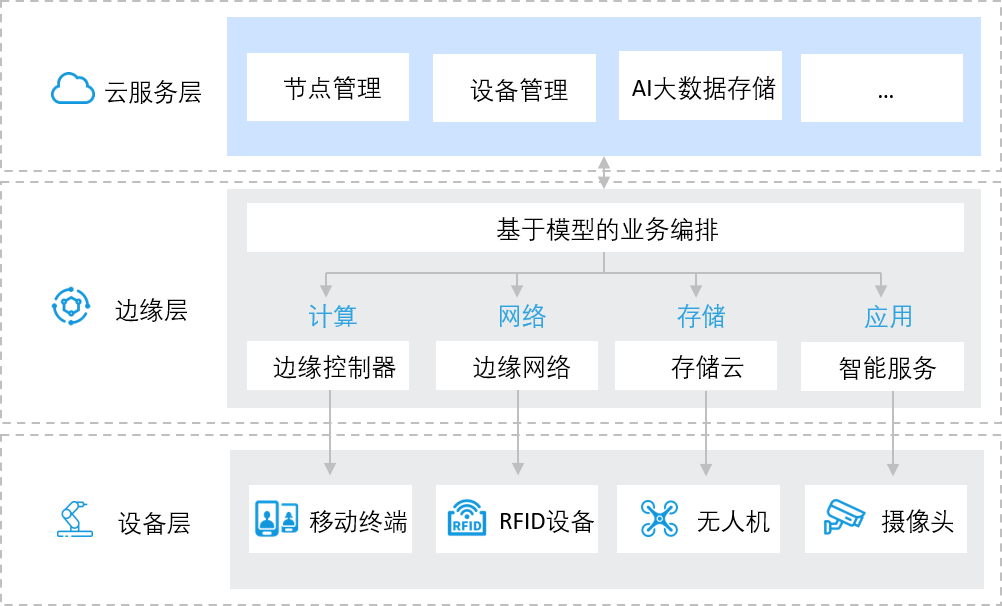 云服务层
节点管理
设备管理
AI大数据存储
...
边缘层
基于模型的业务编排
计算
网络
存储
应用
边缘控制器
边缘网络
存储云
智能服务
设备层
移动终端
RFID
RFID设备
无人机
摄像头